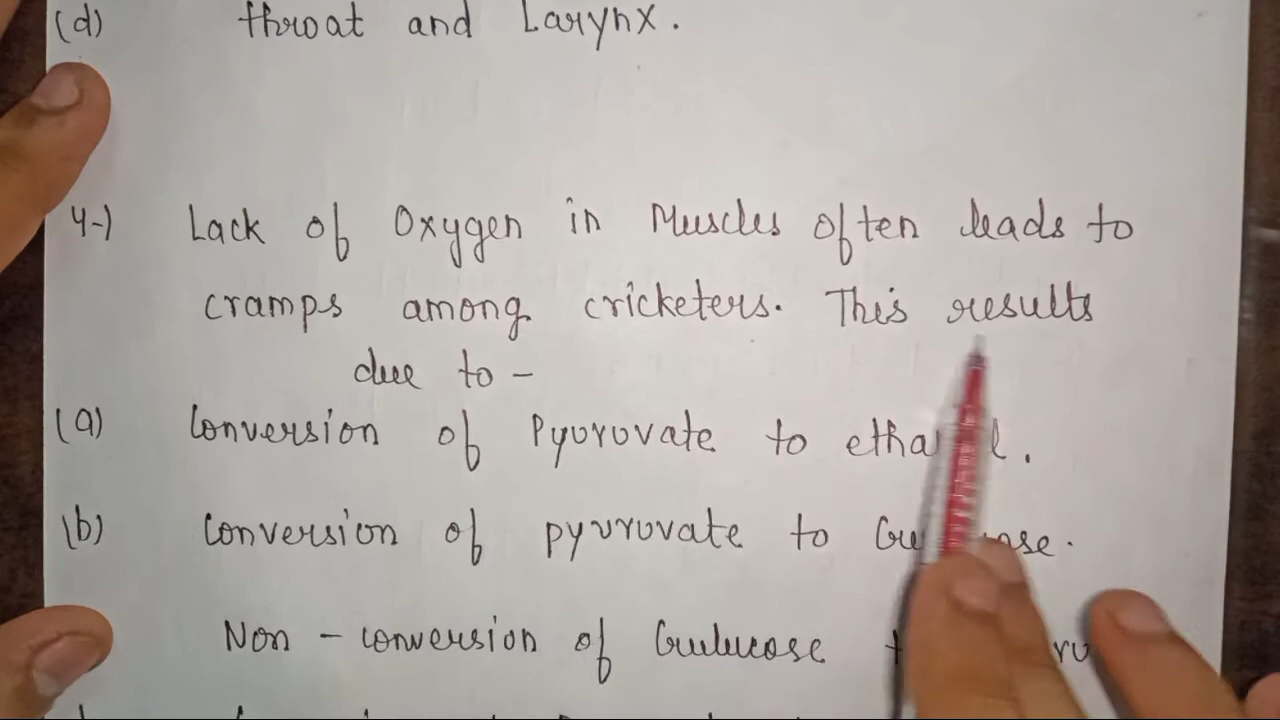 (d) throat and Larynx.
4-) Lack of Oxygen in Muscles often leads to
cramps among cricketers. This results
due to -
(a) Conversion of Pyurovate to
(b) Conversion of pyurovate to
Non - conversion of Gulucose